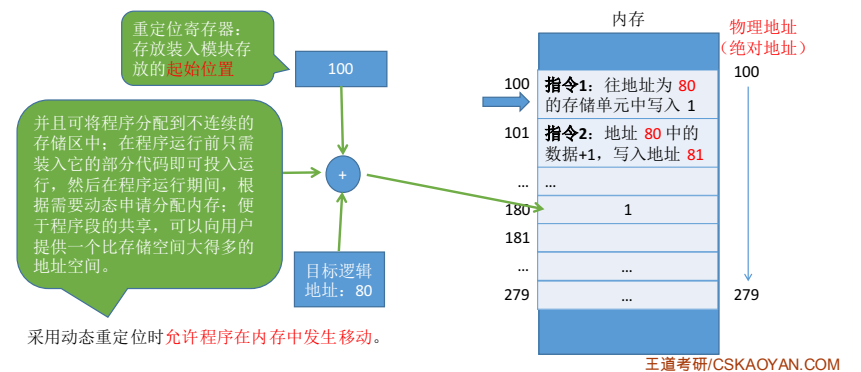 重定位寄存器：
存放装入模块存
放的起始位置
100
并且可将程序分配到不连续的
存储区中；在程序运行前只需
装入它的部分代码即可投入运
行，然后在程序运行期间，根
据需要动态申请分配内存；便
于程序段的共享，可以向用户
提供一个比存储空间大得多的
地址空间。
+
目标逻辑
地址：80
采用动态重定位时允许程序在内存中发生移动。
内存
物理地址
（绝对地址）
100
指令1：往地址为 80
的存储单元中写入 1
100
101
指令2：地址 80 中的
数据+1，写入地址 81
...
...
180
1
181
...
...
279
...
279
王道考研/CSKAOYAN.COM